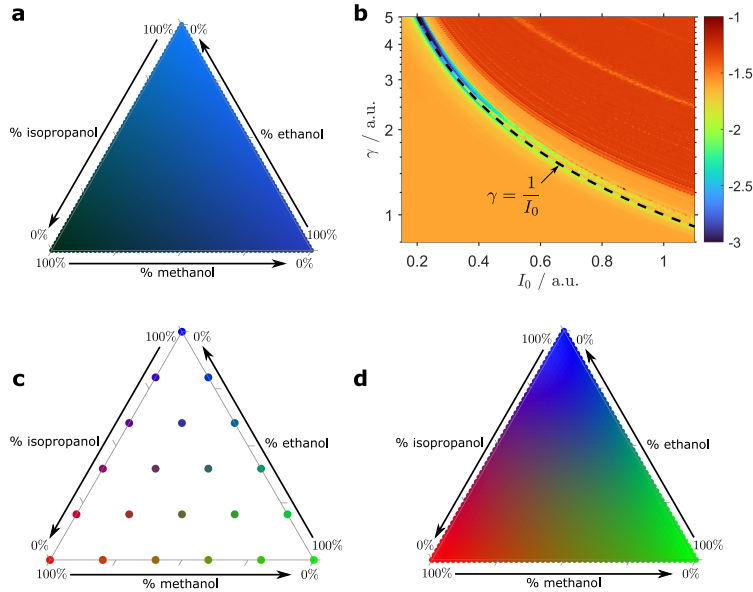 a
100%
0%
% isopropanol
% ethanol
0%
100%
100%
% methanol
0%
b
γ / a.u.
5
4
3
2
1
γ = 1/I₀
0.2
0.4
0.6
0.8
1
I₀ / a.u.
-1
-1.5
-2
-2.5
-3
c
100%
0%
% isopropanol
% ethanol
0%
100%
100%
% methanol
0%
d
100%
0%
% isopropanol
% ethanol
0%
100%
100%
% methanol
0%